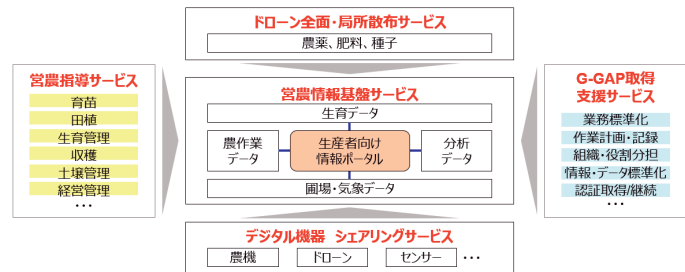 ドローン全面・局所散布サービス
農薬、肥料、種子
営農指導サービス
育苗
田植
生育管理
収穫
土壌管理
経営管理
・・・
営農情報基盤サービス
生育データ
農作業
データ
生産者向け
情報ポータル
分析
データ
圃場・気象データ
G-GAP取得
支援サービス
業務標準化
作業計画・記録
組織・役割分担
情報・データ標準化
認証取得/継続
・・・
デジタル機器 シェアリングサービス
農機
ドローン
センサー
・・・